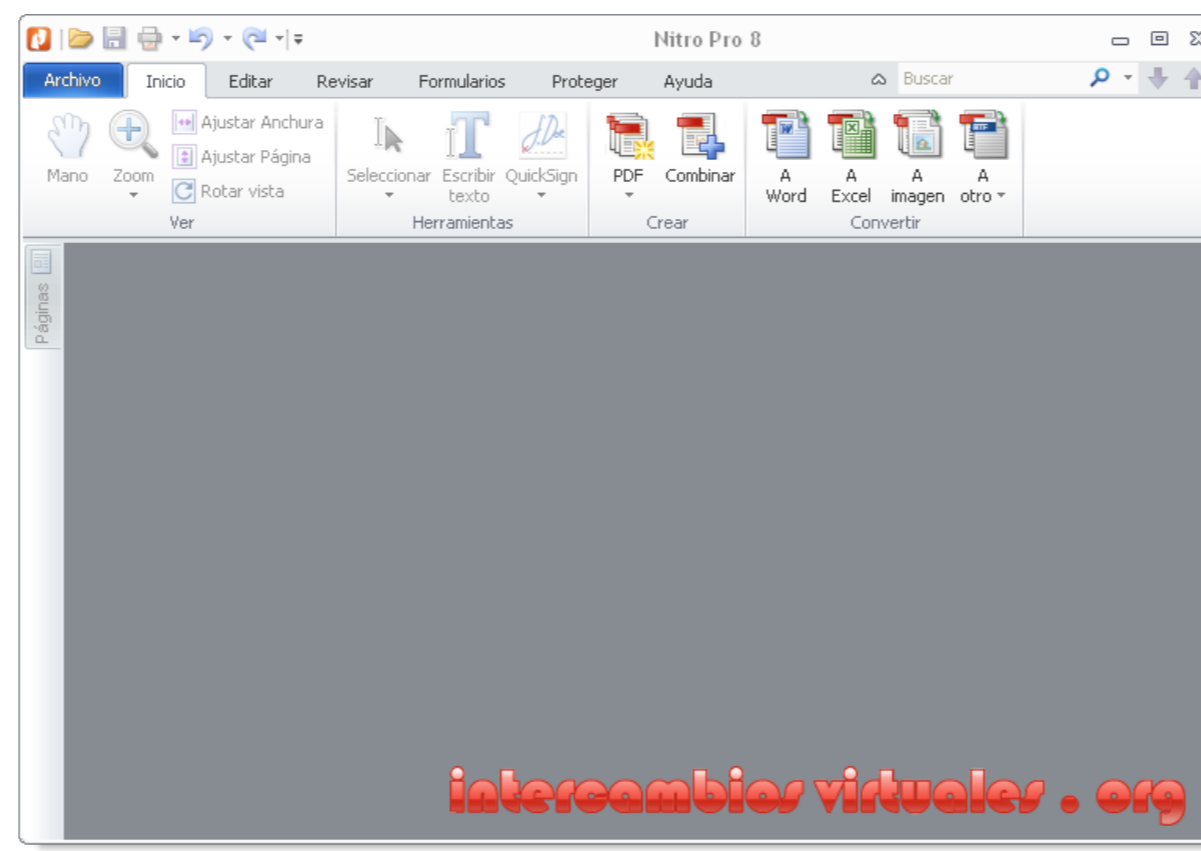 Nitro Pro 8
Archivo Inicio Editar Revisar Formularios Proteger Ayuda Buscar
Mano
Zoom
Ajustar Anchura
Ajustar Página
Rotar vista
Ver
Seleccionar
Escribir
texto
QuickSign
Herramientas
PDF
Combinar
Crear
A
Word
A
Excel
A
imagen
A
otro
Convertir
Páginas
intercambios virtuales . org